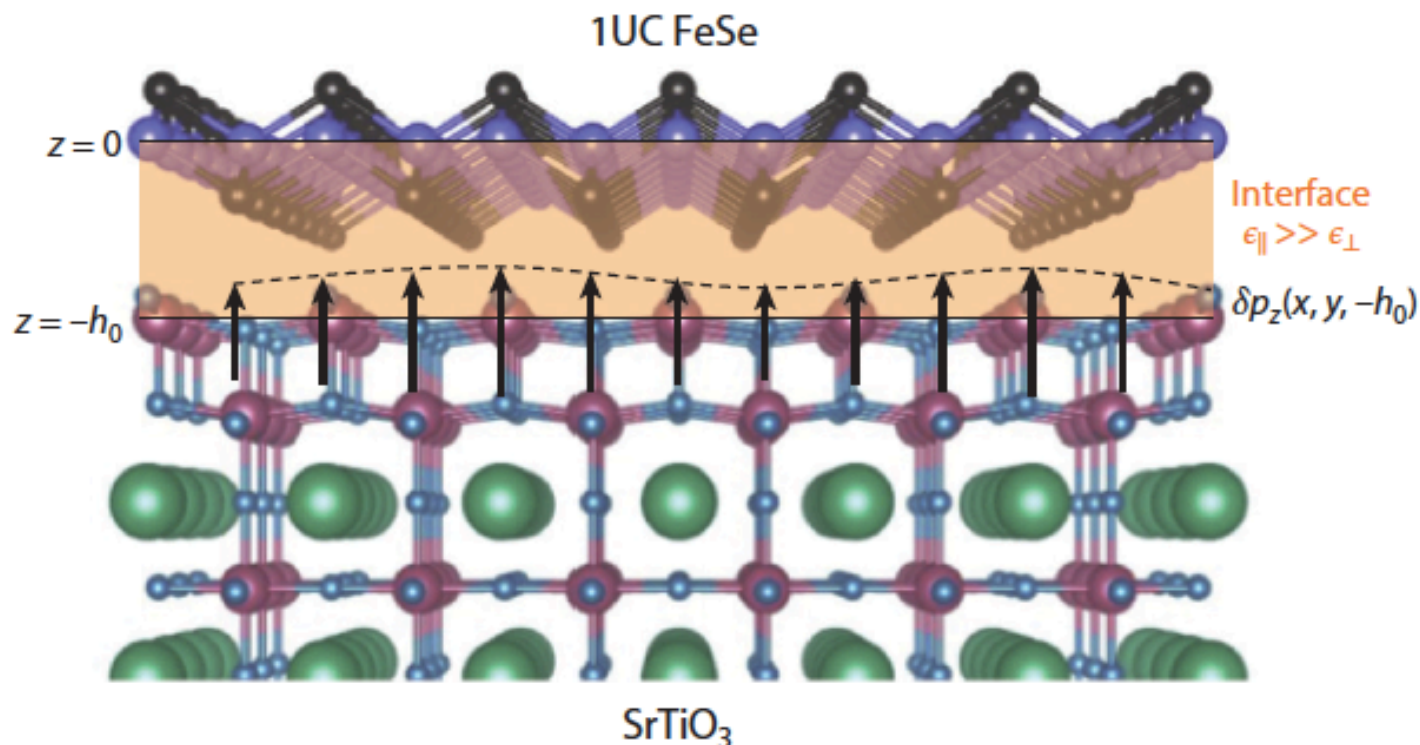 1UC FeSe
z = 0
Interface
ϵ∥ >> ϵ⊥
z = –h₀
δpz(x, y, –h₀)
SrTiO₃